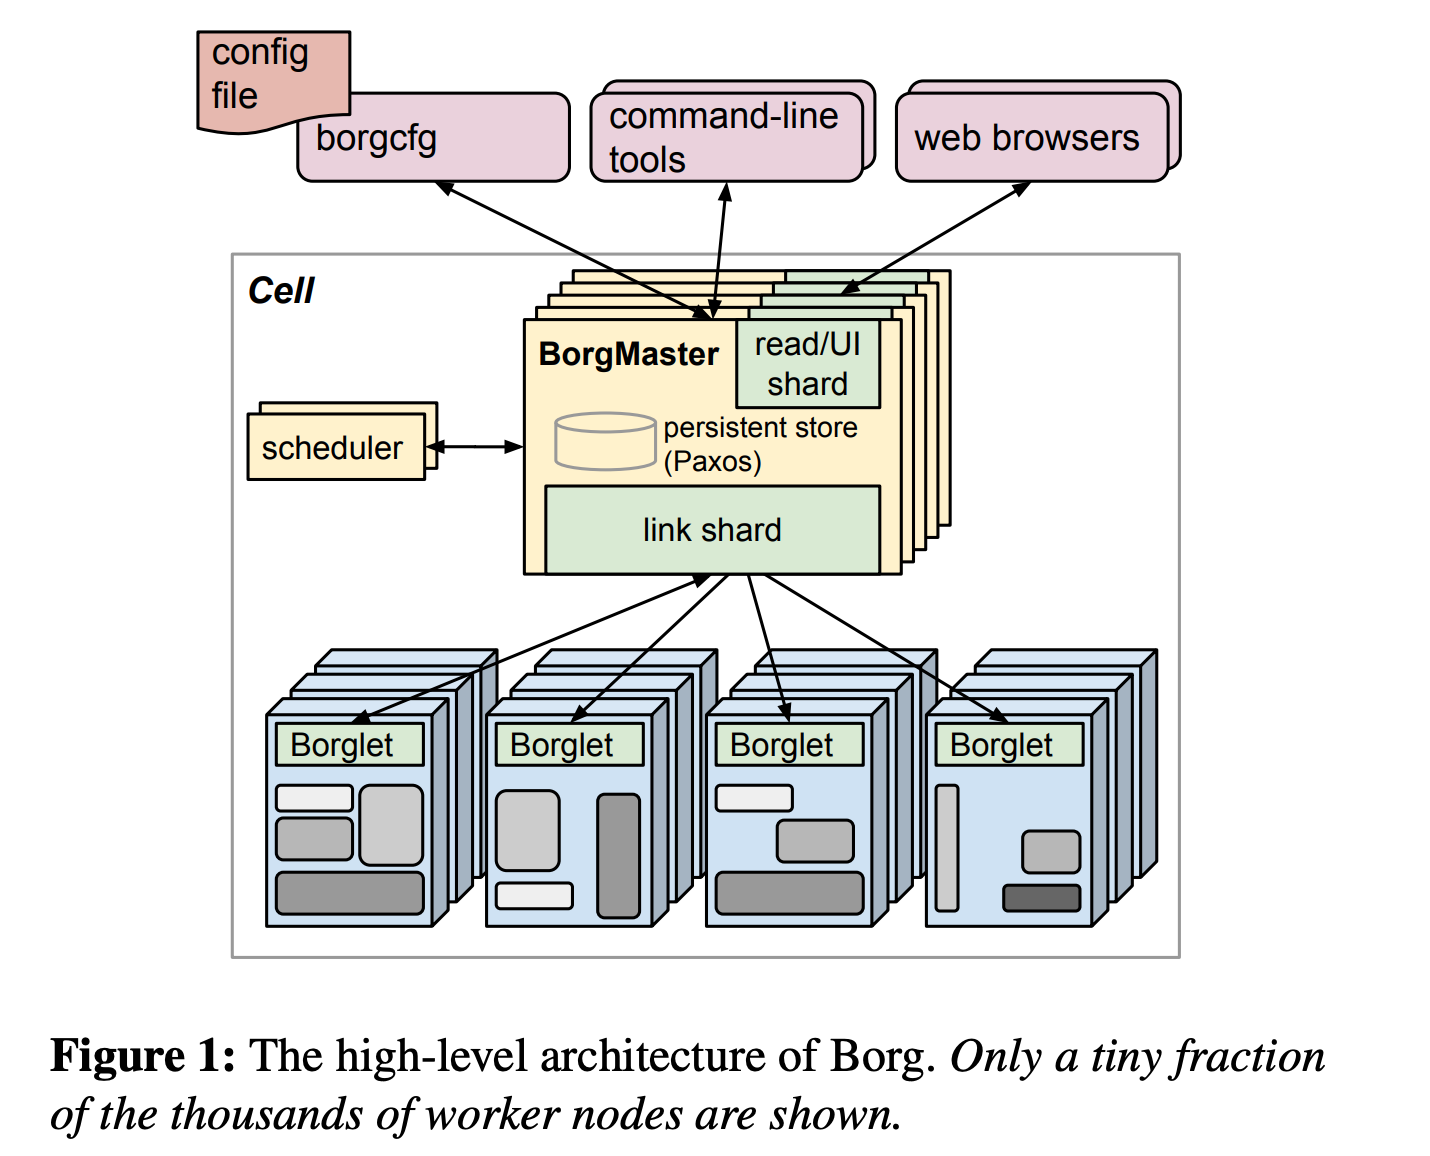 config
file
borgcfg
command-line
tools
web browsers
Cell
BorgMaster
read/UI
shard
scheduler
persistent store
(Paxos)
link shard
Borglet
Borglet
Borglet
Borglet
Figure 1: The high-level architecture of Borg. Only a tiny fraction
of the thousands of worker nodes are shown.